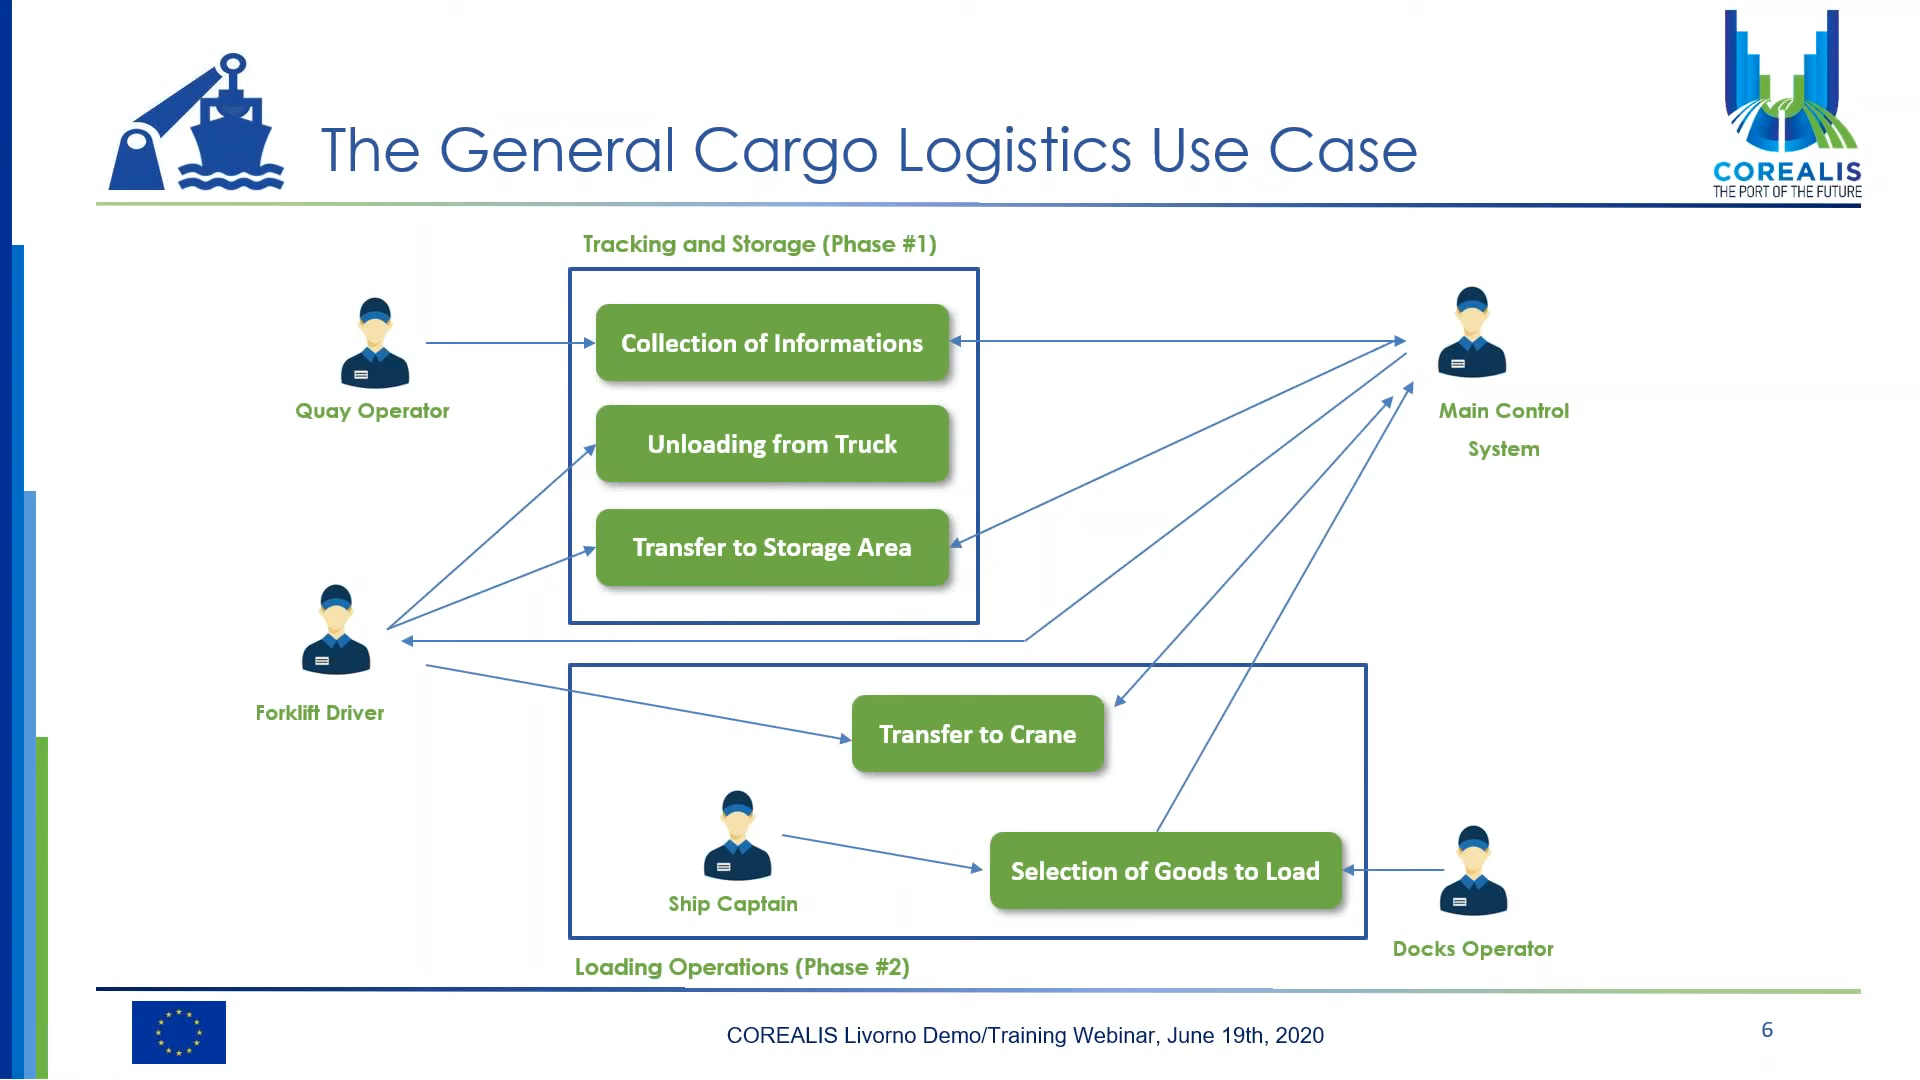 The General Cargo Logistics Use Case
COREALIS
THE PORT OF THE FUTURE
Tracking and Storage (Phase #1)
Collection of Informations
Quay Operator
Main Control
System
Unloading from Truck
Transfer to Storage Area
Forklift Driver
Transfer to Crane
Ship Captain
Selection of Goods to Load
Docks Operator
Loading Operations (Phase #2)
COREALIS Livorno Demo/Training Webinar, June 19th, 2020
6